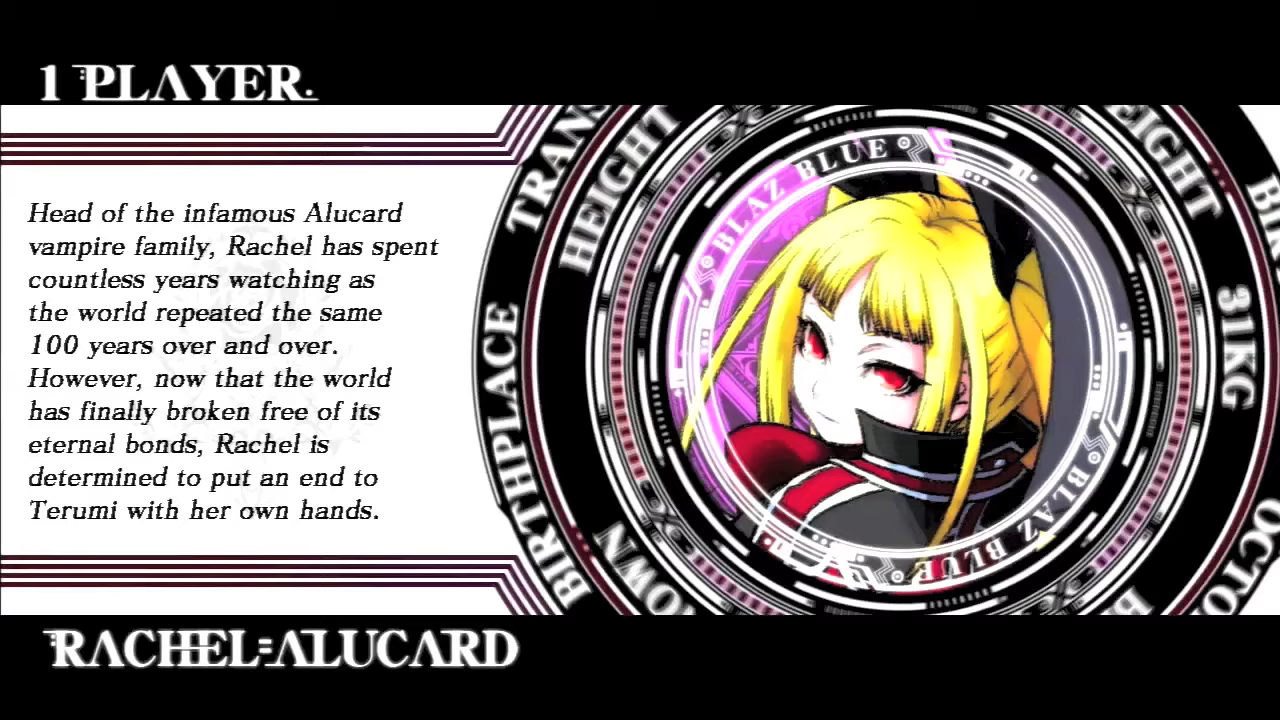 1 PLAYER.
Head of the infamous Alucard
vampire family, Rachel has spent
countless years watching as
the world repeated the same
100 years over and over.
However, now that the world
has finally broken free of its
eternal bonds, Rachel is
determined to put an end to
Terumi with her own hands.
HEIGHT
BIRTHPLACE
BLAZ BLUE
BLAZ BLUE
31KG
RACHEL=ALUCARD